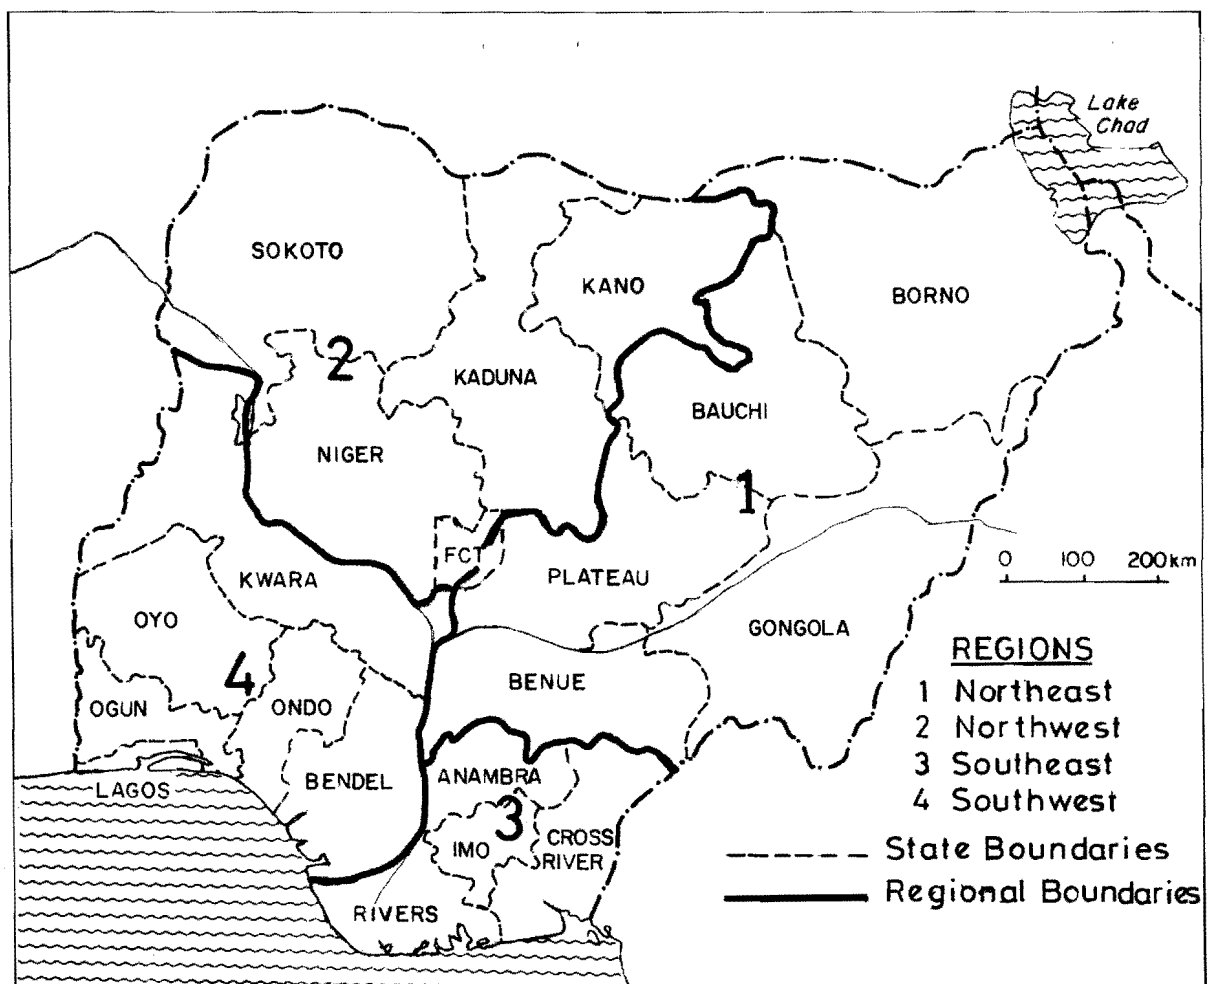 Lake
Chad
SOKOTO
KANO
BORNO
2
KADUNA
BAUCHI
NIGER
1
FCT
0 100 200km
KWARA
PLATEAU
OYO
GONGOLA
REGIONS
4
BENUE
1 Northeast
OGUN
ONDO
2 Northwest
3 Southeast
ANAMBRA
BENDEL
LAGOS
4 Southwest
3
CROSS
RIVER
IMO
State Boundaries
Regional Boundaries
RIVERS